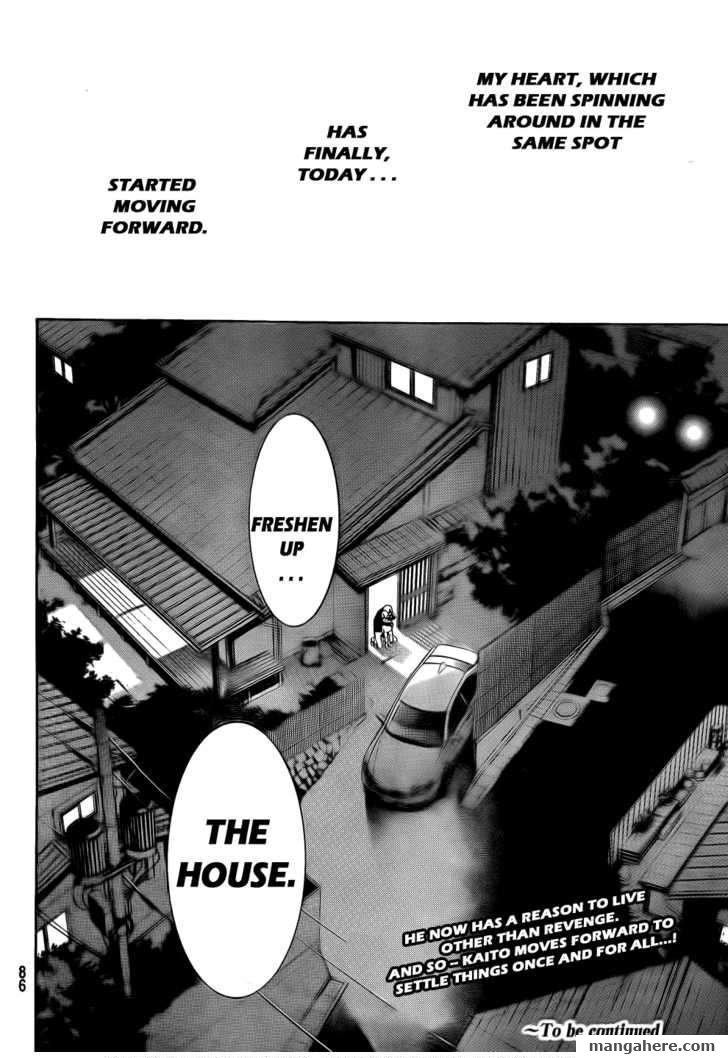 MY HEART, WHICH
HAS BEEN SPINNING
AROUND IN THE
SAME SPOT
HAS
FINALLY,
TODAY . . .
STARTED
MOVING
FORWARD.
FRESHEN
UP
. . .
THE
HOUSE.
HE NOW HAS A REASON TO LIVE
OTHER THAN REVENGE.
AND SO – KAITO MOVES FORWARD TO
SETTLE THINGS ONCE AND FOR ALL...!
~To be continued
86
mangahere.com